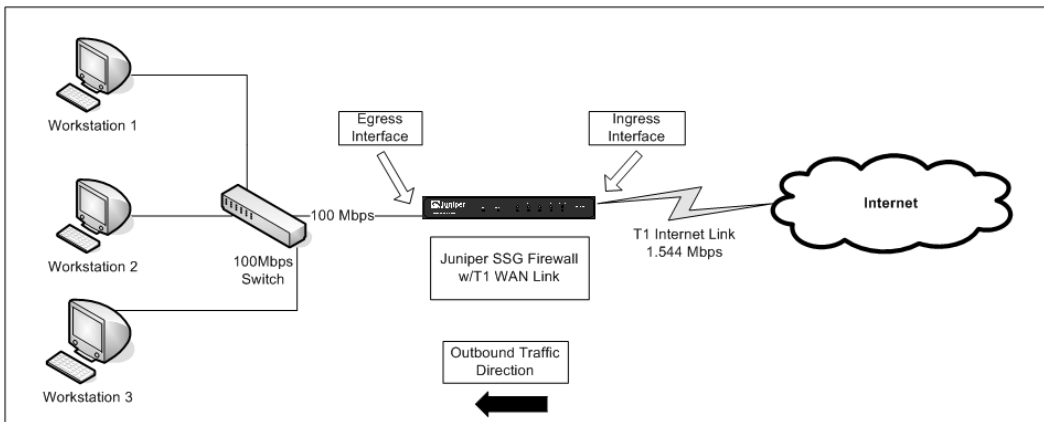 Workstation 1
Workstation 2
Workstation 3
100Mbps
Switch
100 Mbps
Egress
Interface
Ingress
Interface
Juniper
Juniper SSG Firewall
w/T1 WAN Link
T1 Internet Link
1.544 Mbps
Internet
Outbound Traffic
Direction